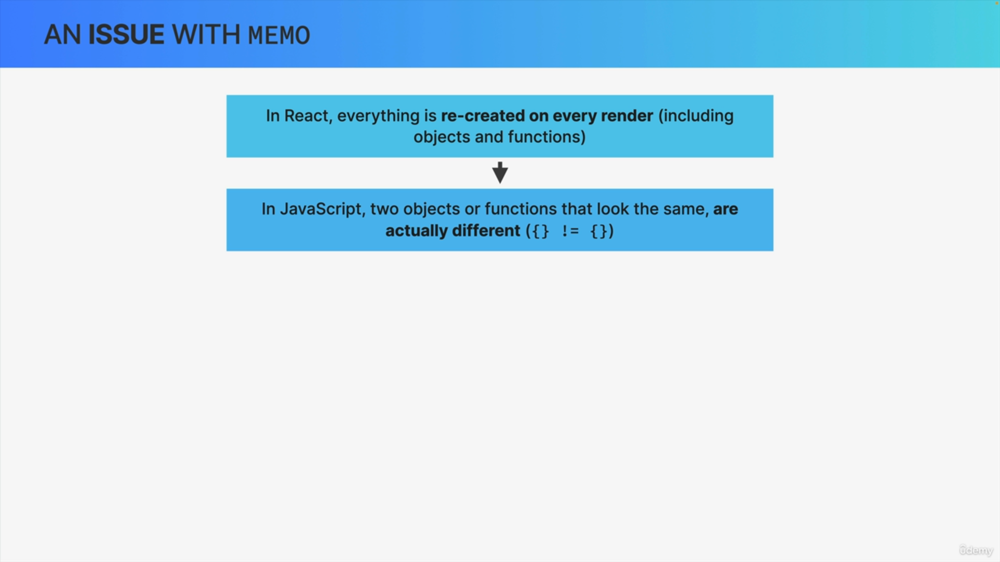 AN ISSUE WITH MEMO
In React, everything is re-created on every render (including
objects and functions)
In JavaScript, two objects or functions that look the same, are
actually different ({} != {})
ûdemy